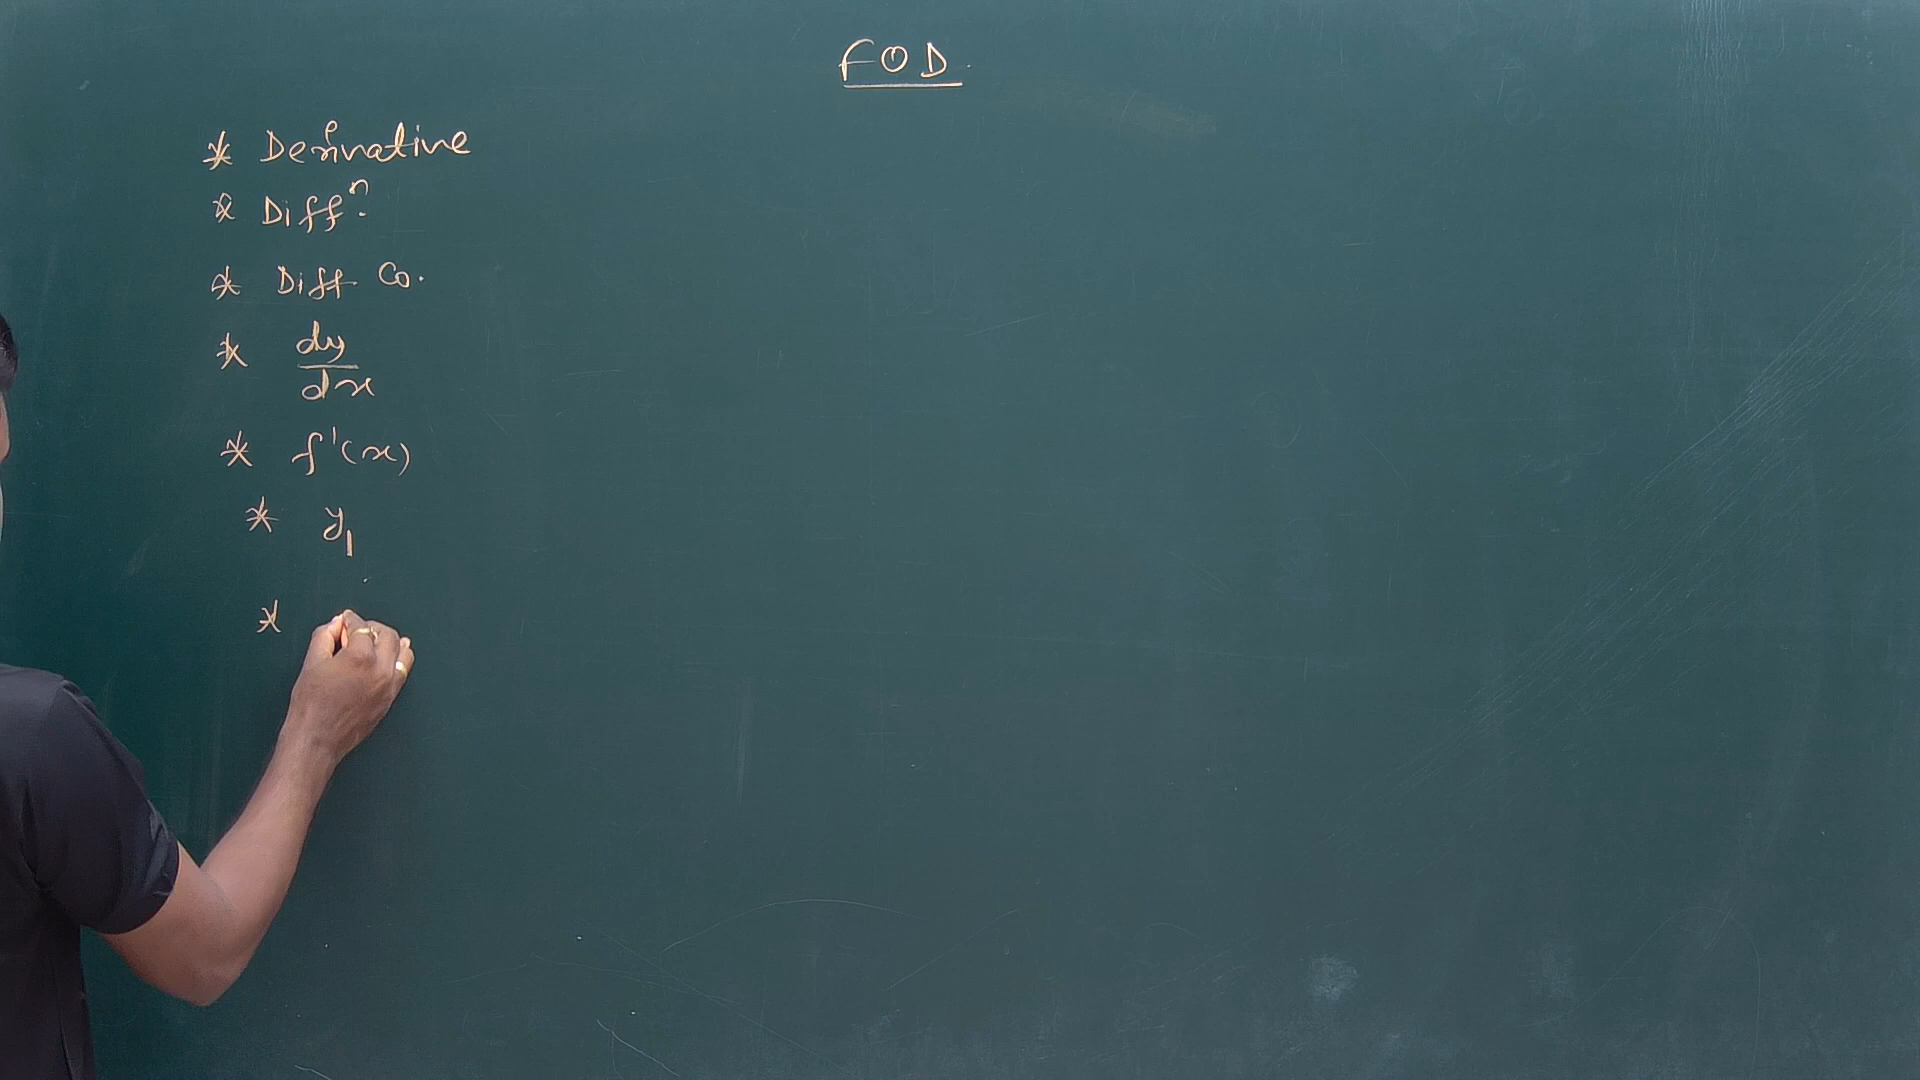 FOD
* Derivative
* Diffⁿ.
* Diff Co.
* dy/dx
* f'(x)
* y₁
*